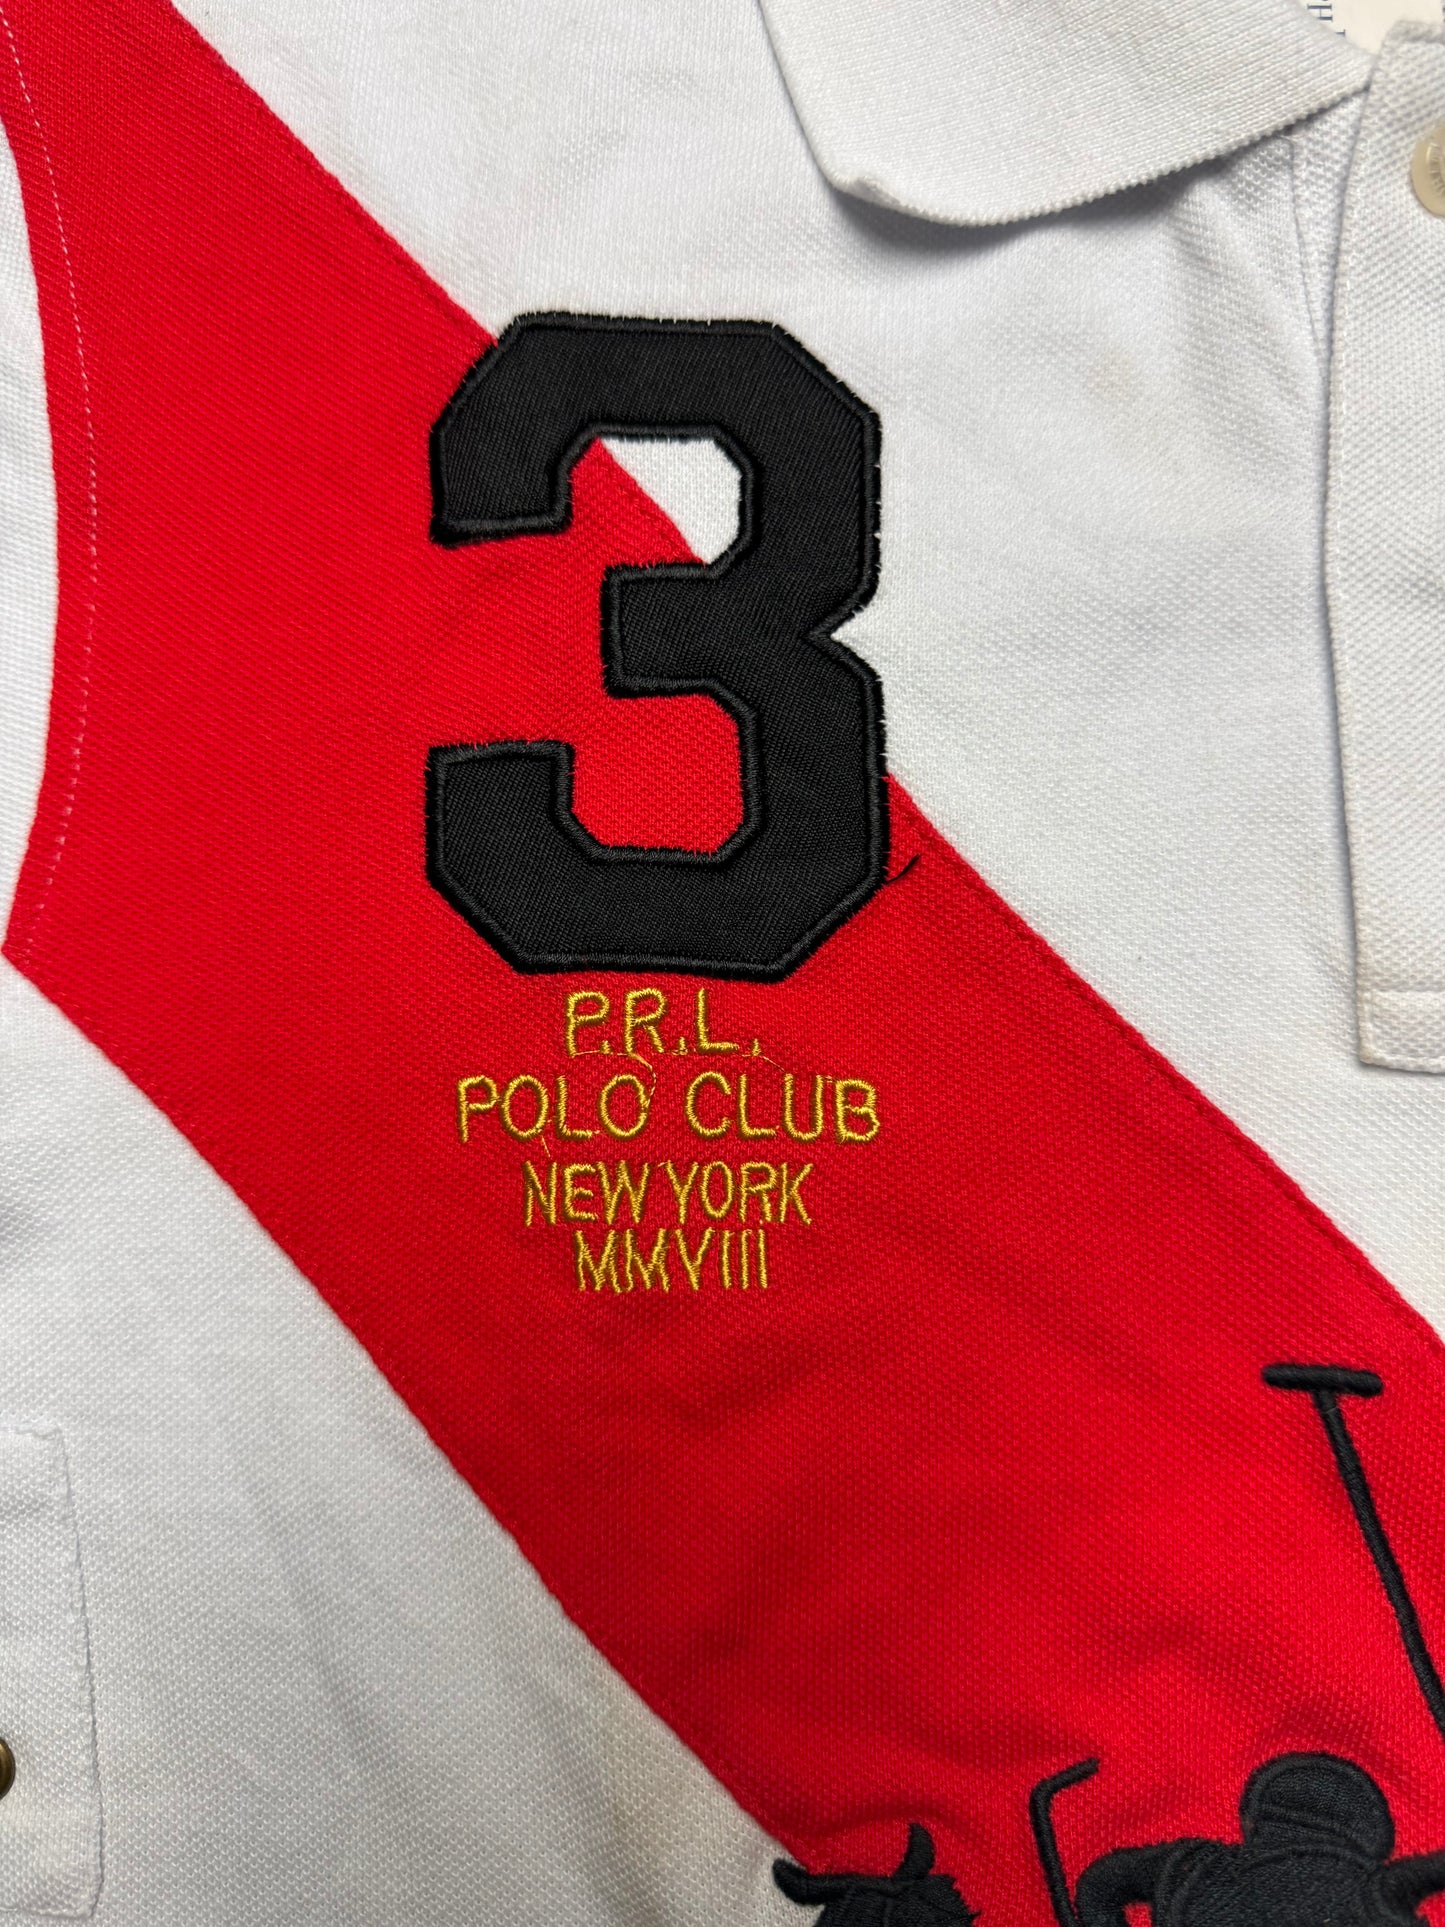 3
P.R.L.
POLO CLUB
NEW YORK
MMVIII